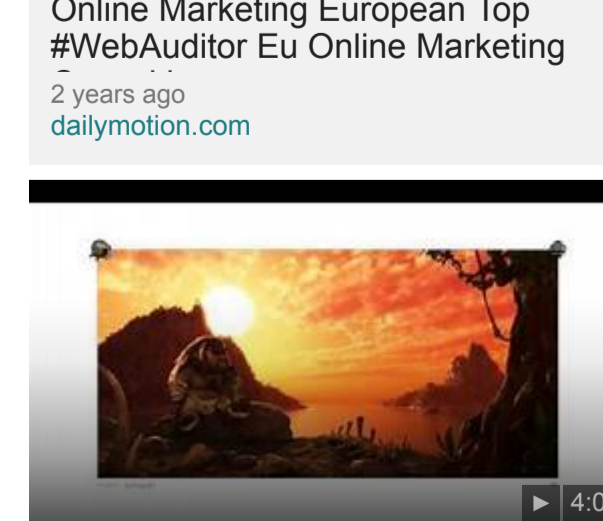 Online Marketing European Top
#WebAuditor Eu Online Marketing
2 years ago
dailymotion.com
4:0